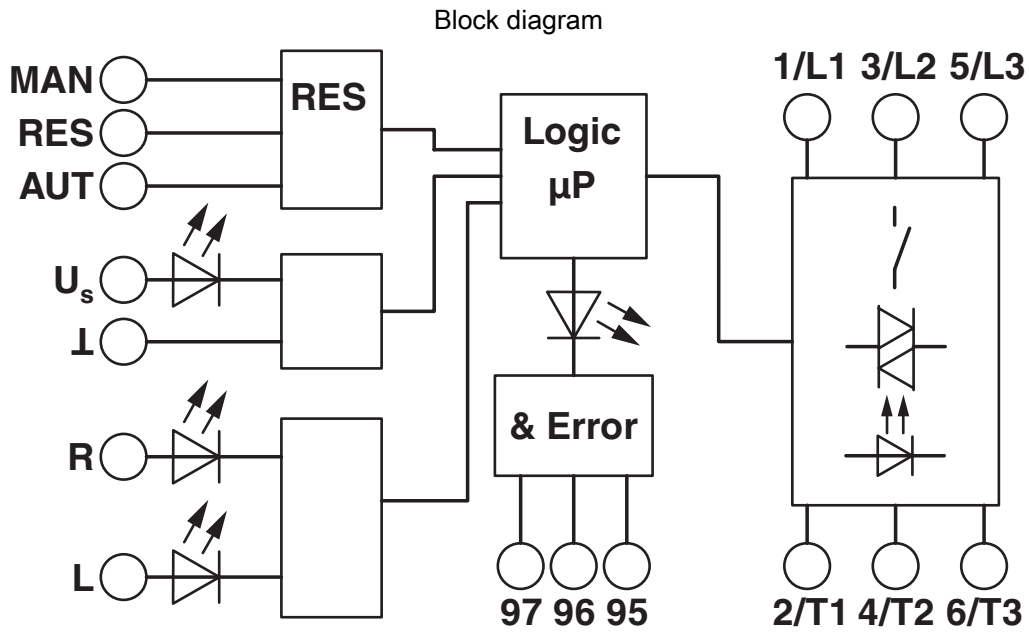 Block diagram
MAN
RES
AUT
RES
Us
⊥
R
L
Logic
µP
& Error
97 96 95
1/L1 3/L2 5/L3
2/T1 4/T2 6/T3